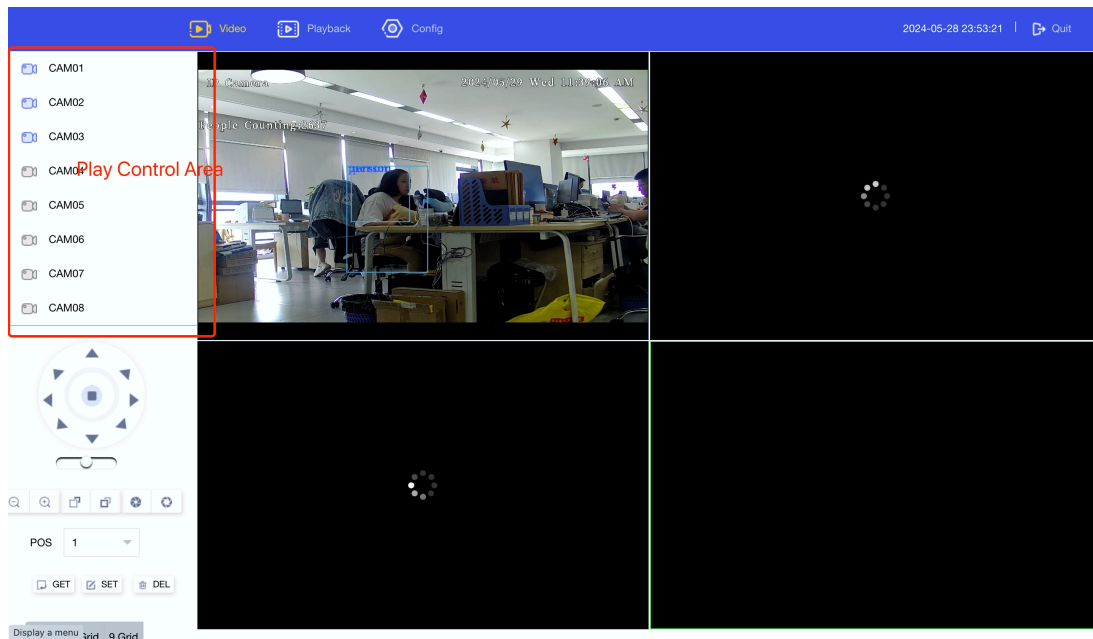 Video Playback Config 2024-05-28 23:53:21 Quit
CAM01
CAM02
CAM03
CAM04
Play Control Area
CAM05
CAM06
CAM07
CAM08
IP Camera 2024/05/29 Wed 11:39:06 AM
People Counting:2637
person
POS 1
GET SET DEL
Display a menu Grid 9 Grid